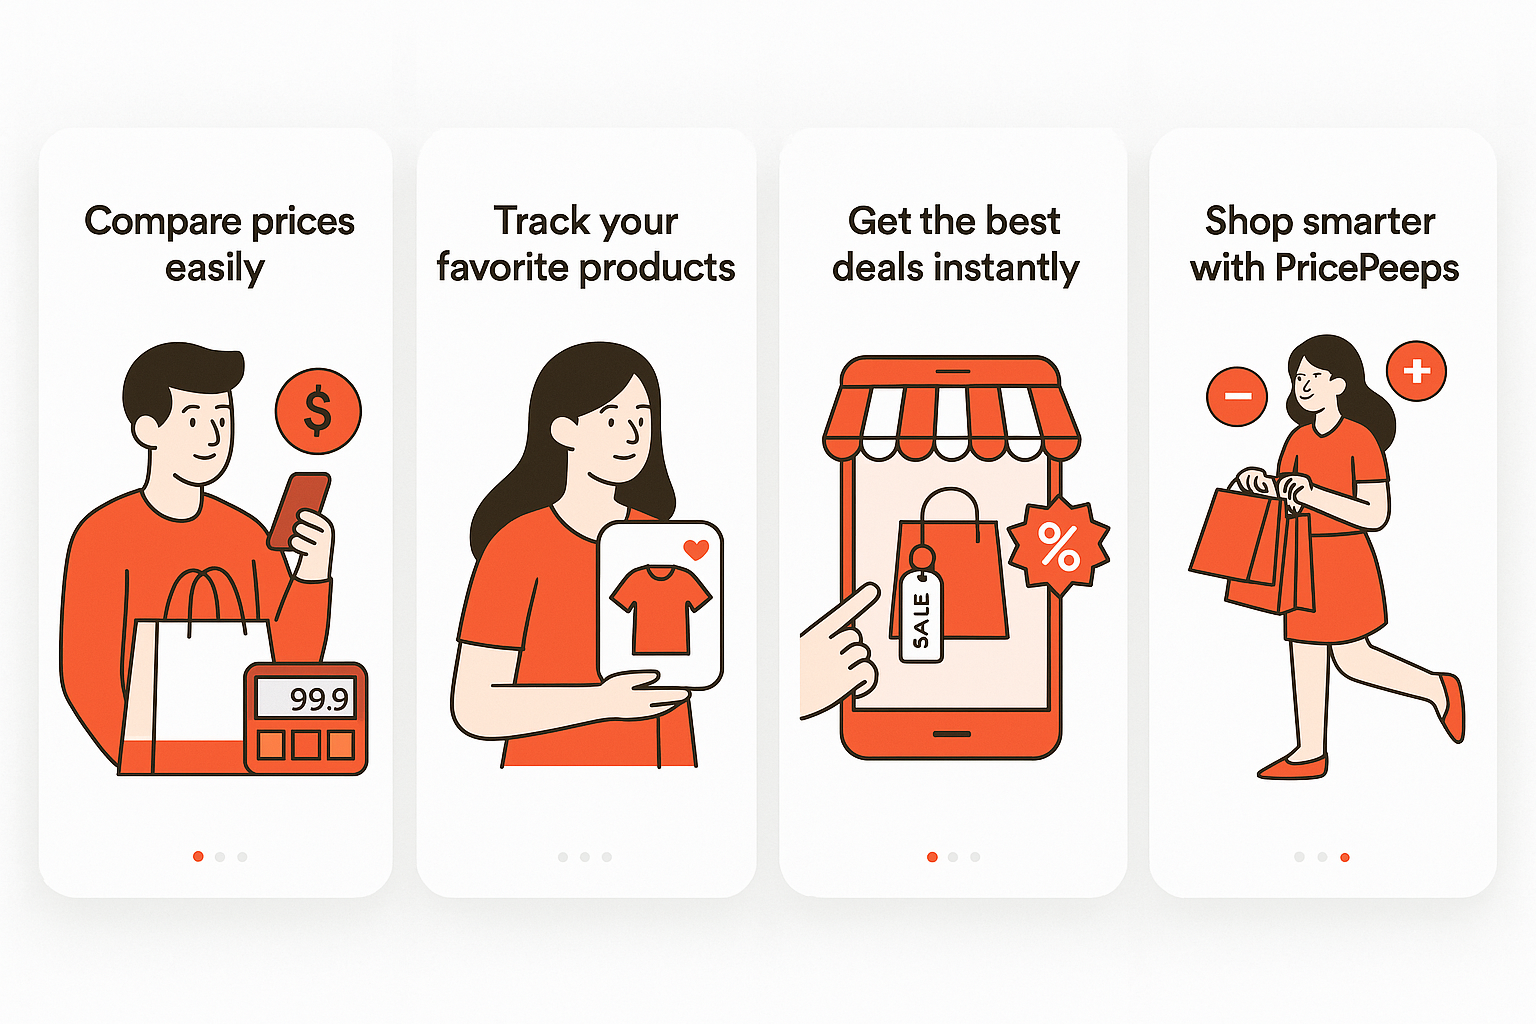 Compare prices
easily
$
99.9
Track your
favorite products
Get the best
deals instantly
%
SALE
Shop smarter
with PricePeeps
−
+